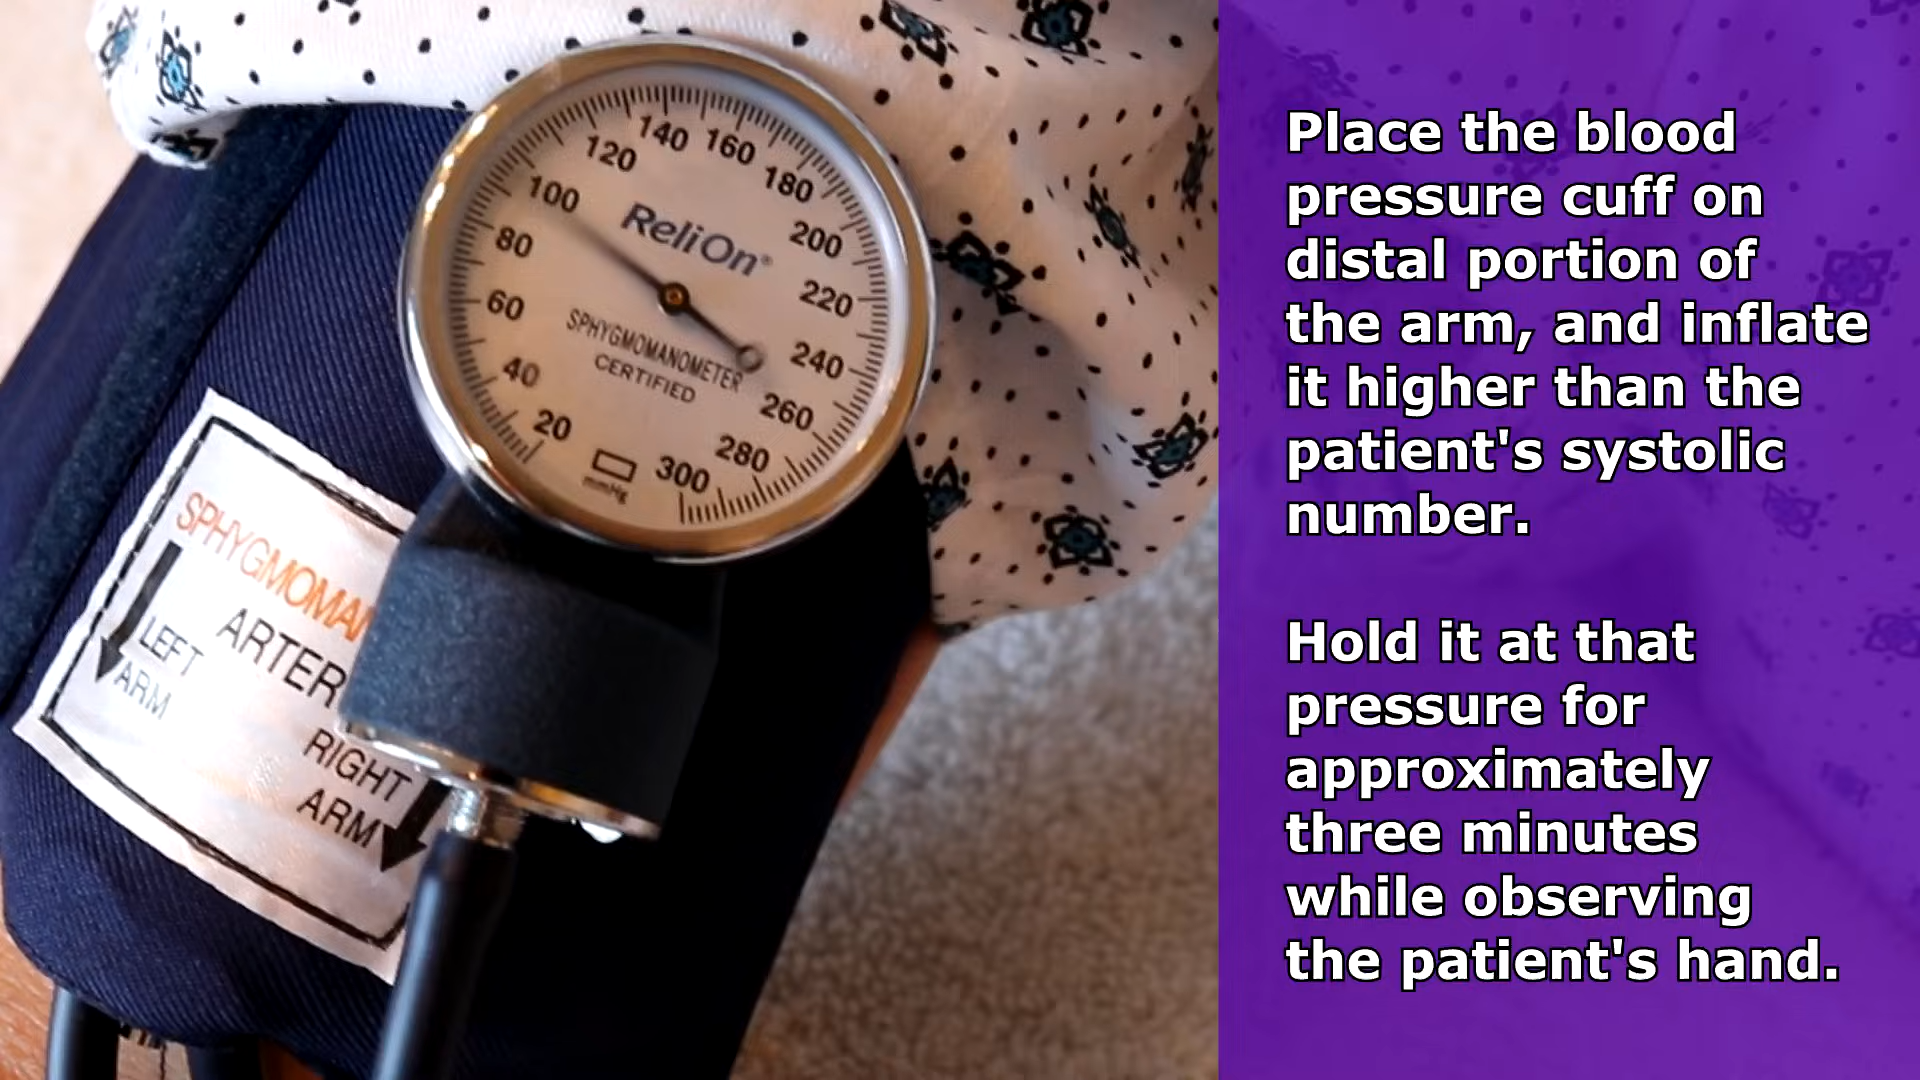 140 160
120 180
100 200
80 ReliOn®
220
60 SPHYGMOMANOMETER
CERTIFIED 240
40 260
20 280
mmHg 300
SPHYGMOMAN
LEFT
ARM
ARTER
RIGHT
ARM
Place the blood
pressure cuff on
distal portion of
the arm, and inflate
it higher than the
patient's systolic
number.
Hold it at that
pressure for
approximately
three minutes
while observing
the patient's hand.